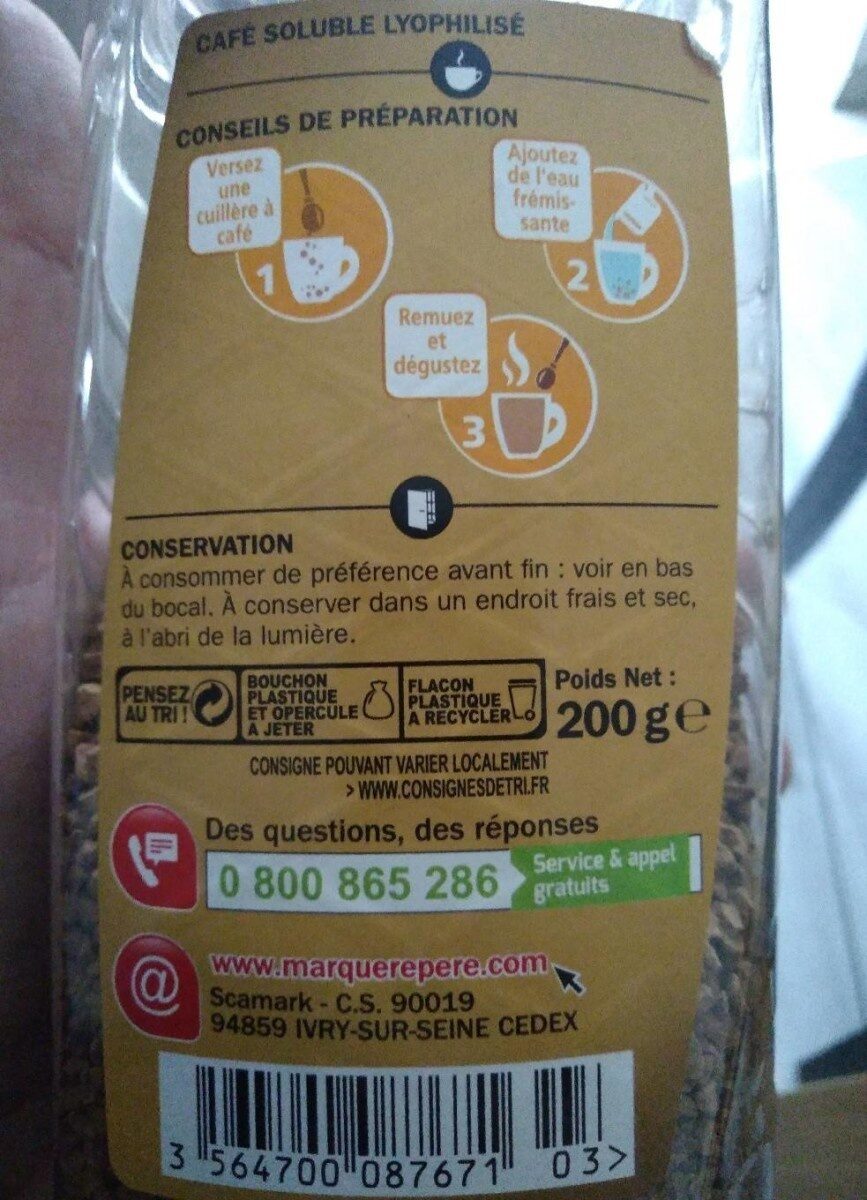 CAFÉ SOLUBLE LYOPHILISÉ
CONSEILS DE PRÉPARATION
Versez
une
cuillère à
café
1
Ajoutez
de l'eau
frémis-
sante
2
Remuez
et
dégustez
3
CONSERVATION
À consommer de préférence avant fin : voir en bas
du bocal. À conserver dans un endroit frais et sec,
à l'abri de la lumière.
PENSEZ
AU TRI !
BOUCHON
PLASTIQUE
ET OPERCULE
A JETER
FLACON
PLASTIQUE
A RECYCLER
Poids Net :
200 g e
CONSIGNE POUVANT VARIER LOCALEMENT
> WWW.CONSIGNESDETRI.FR
Des questions, des réponses
0 800 865 286
Service & appel
gratuits
@
www.marquerepere.com
Scamark - C.S. 90019
94859 IVRY-SUR-SEINE CEDEX
3 564700 087671 03>